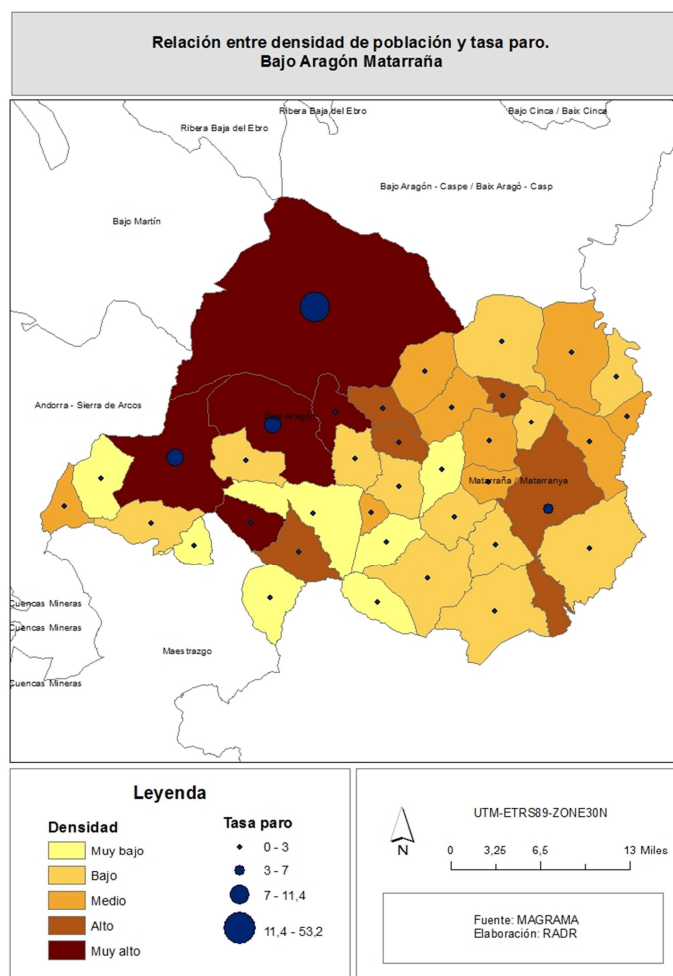 Relación entre densidad de población y tasa paro.
Bajo Aragón Matarraña
Ribera Baja del Ebro
Bajo Cinca / Baix Cinca
Ribera Baja del Ebro
Bajo Aragón - Caspe / Baix Aragó - Casp
Bajo Martín
Andorra - Sierra de Arcos
Bajo Aragón
Matarraña / Matarranya
Cuencas Mineras
Cuencas Mineras
Maestrazgo
Cuencas Mineras
Leyenda
Densidad
Muy bajo
Bajo
Medio
Alto
Muy alto
Tasa paro
0 - 3
3 - 7
7 - 11,4
11,4 - 53,2
N
UTM-ETRS89-ZONE30N
0 3,25 6,5 13 Miles
Fuente: MAGRAMA
Elaboración: RADR